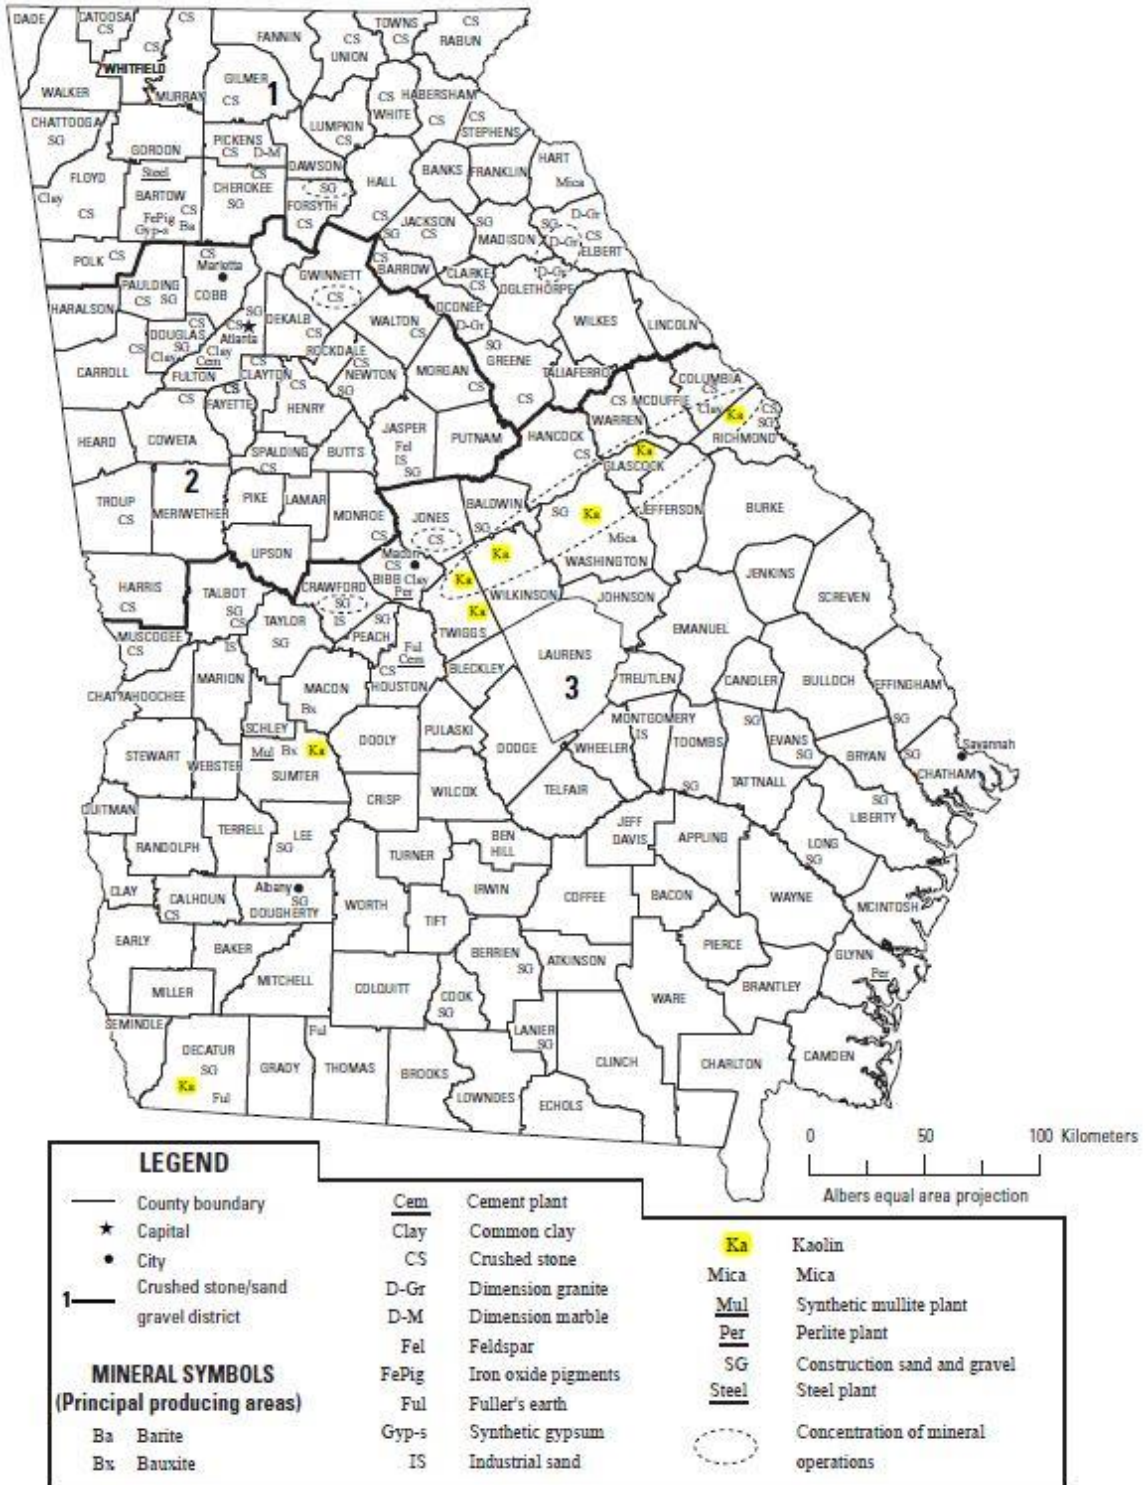 DADE CATOOSA CS CS TOWNS CS
FANNIN CS CS RABUN
CS UNION
WHITFIELD
GILMER 1 CS HABERSHAM
WALKER MURRAY CS WHITE CS CS
CHATTOOGA LUMPKIN STEPHENS
SG PICKENS CS
GORDON CS D-M DAWSON BANKS FRANKLIN HART
FLOYD Steel CS SG HALL Mica
Clay BARTOW CHEROKEE FORSYTH
CS FePig CS SG CS CS JACKSON SG D-Gr
Gyp-s Ba SG CS MADISON SG D-Gr CS
POLK CS CS GWINNETT CS ELBERT
Marietta BARROW CLARKE D-Gr
PAULDING COBB CS CS OGLETHORPE
HARALSON CS SG SG DEKALB WALTON OCONEE WILKES LINCOLN
DOUGLAS CS CS Atlanta CS CS D-Gr
CS SG Clay ROCKDALE SG
Clay Cem CS CS GREENE
CARROLL FULTON CLAYTON NEWTON MORGAN TALIAFERRO COLUMBIA
CS CS CS SG CS CS CS MCDUFFIE CS
FAYETTE HENRY WARREN Clay Ka CS
HEARD COWETA JASPER PUTNAM HANCOCK SG
SPALDING BUTTS Fel CS Ka RICHMOND
CS IS GLASCOCK
2 SG
TROUP PIKE LAMAR BALDWIN
CS MERIWETHER MONROE JONES SG Ka JEFFERSON BURKE
CS CS SG Mica
UPSON Macon Ka WASHINGTON
HARRIS CS JENKINS
CS TALBOT CRAWFORD BIBB Clay Ka WILKINSON JOHNSON SCREVEN
SG SG Per Ka
MUSCOGEE CS TAYLOR IS SG TWIGGS EMANUEL
CS IS SG PEACH Ful LAURENS
MARION CS Cem BLECKLEY CANDLER BULLOCH EFFINGHAM
CHATTAHOOCHEE MACON HOUSTON 3 TREUTLEN
Bx MONTGOMERY SG
SCHLEY PULASKI IS SG EVANS
STEWART Mul Bx Ka DOOLY DODGE WHEELER TOOMBS SG BRYAN SG Savannah
WEBSTER SUMTER TATTNALL CHATHAM
CRISP WILCOX TELFAIR SG SG
QUITMAN TERRELL LEE BEN JEFF APPLING LIBERTY
RANDOLPH SG TURNER HILL DAVIS LONG
SG
CLAY CALHOUN Albany IRWIN COFFEE BACON WAYNE
CS SG WORTH MCINTOSH
DOUGHERTY TIFT
EARLY BAKER BERRIEN PIERCE GLYNN
SG ATKINSON Per
MILLER MITCHELL COLQUITT COOK WARE BRANTLEY
SG
SEMINOLE Ful LANIER
DECATUR SG CAMDEN
SG GRADY THOMAS BROOKS CLINCH CHARLTON
Ka
Ful LOWNDES ECHOLS
0 50 100 Kilometers
Albers equal area projection
LEGEND
County boundary
Capital
City
1 Crushed stone/sand
gravel district
MINERAL SYMBOLS
(Principal producing areas)
Ba Barite
Bx Bauxite
Cem Cement plant
Clay Common clay
CS Crushed stone
D-Gr Dimension granite
D-M Dimension marble
Fel Feldspar
FePig Iron oxide pigments
Ful Fuller's earth
Gyp-s Synthetic gypsum
IS Industrial sand
Ka Kaolin
Mica Mica
Mul Synthetic mullite plant
Per Perlite plant
SG Construction sand and gravel
Steel Steel plant
Concentration of mineral
operations